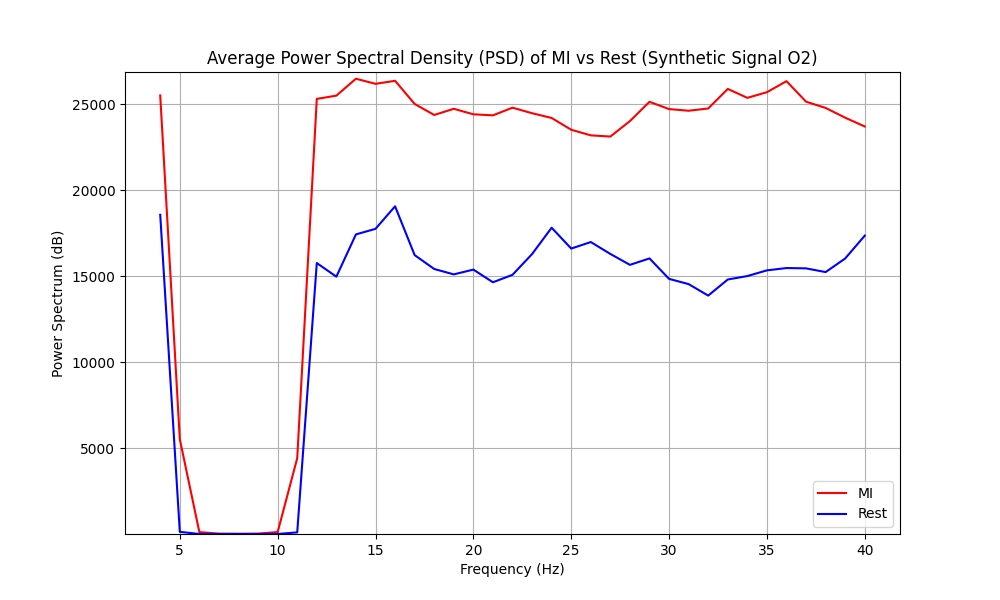 Average Power Spectral Density (PSD) of MI vs Rest (Synthetic Signal O2)
Power Spectrum (dB)
25000
20000
15000
10000
5000
5 10 15 20 25 30 35 40
Frequency (Hz)
MI
Rest